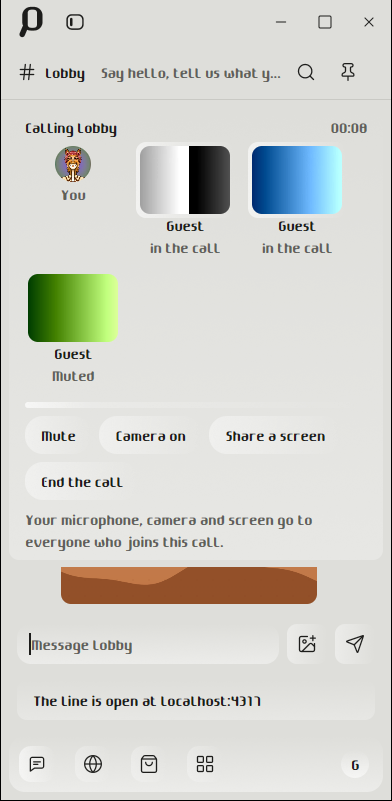 # Lobby Say hello, tell us what y...
Calling Lobby 00:08
You
Guest
in the call
Guest
in the call
Guest
Muted
Mute
Camera on
Share a screen
End the call
Your microphone, camera and screen go to
everyone who joins this call.
Message Lobby
The line is open at localhost:4317
G